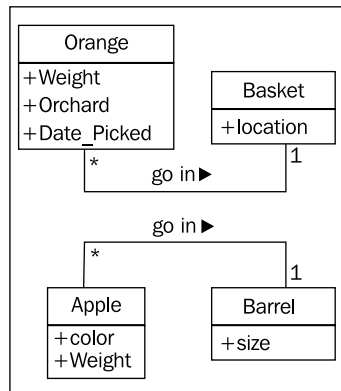 Orange
+Weight
+Orchard
+Date_Picked
Basket
+location
*
1
go in▶
go in▶
*
1
Apple
+color
+Weight
Barrel
+size